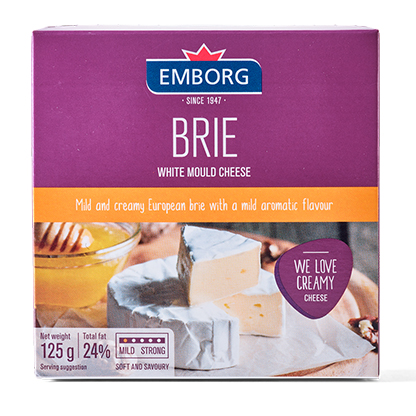 EMBORG
· SINCE 1947 ·
BRIE
WHITE MOULD CHEESE
Mild and creamy European brie with a mild aromatic flavour
WE LOVE
CREAMY
CHEESE
Net weight
125 g
Serving suggestion
Total fat
24%
MILD STRONG
SOFT AND SAVOURY